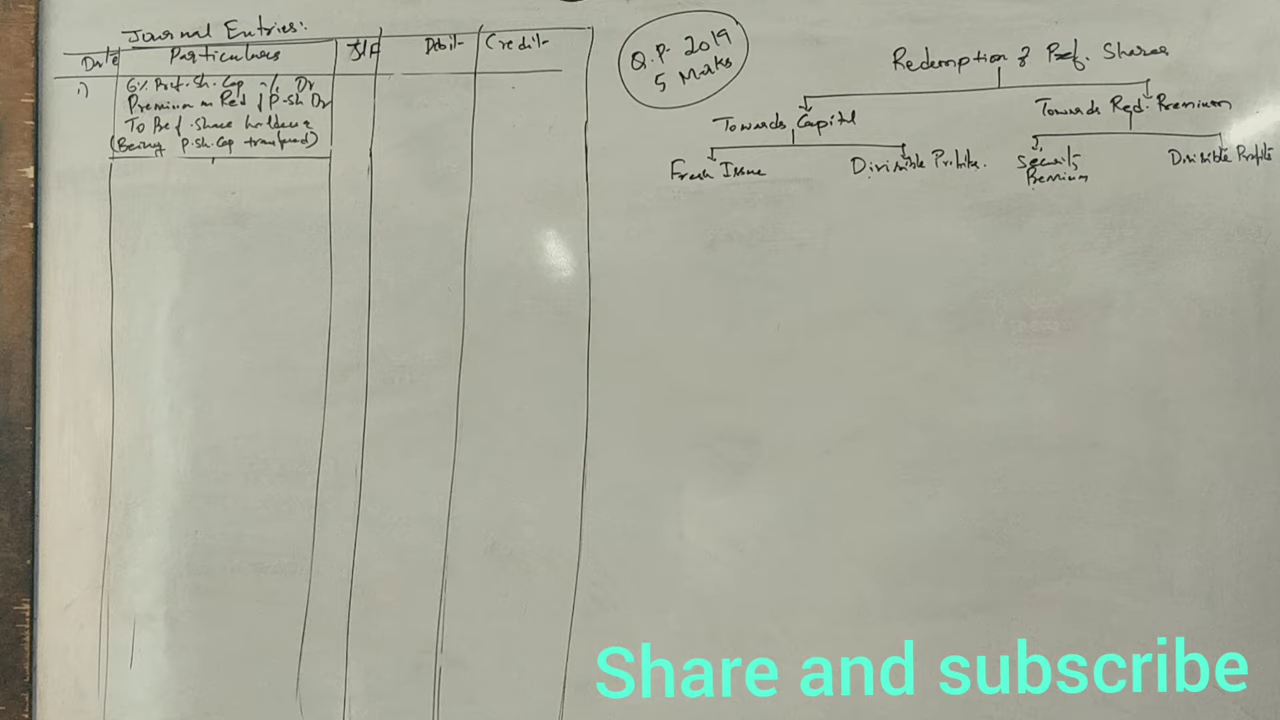 Journal Entries:
Date Particulars J/F Debit Credit
1) 6% Pref. Sh. Cap a/c Dr
Premium on Red of P. sh Dr
To Pref. Share holders
(Being P. Sh. Cap transferred)
Q.P. 2019
5 Marks
Redemption of Pref. Shares
Towards Capital
Towards Red. Premium
Fresh Issue
Divisible Profits.
Security
Premium
Divisible Profits
Share and subscribe